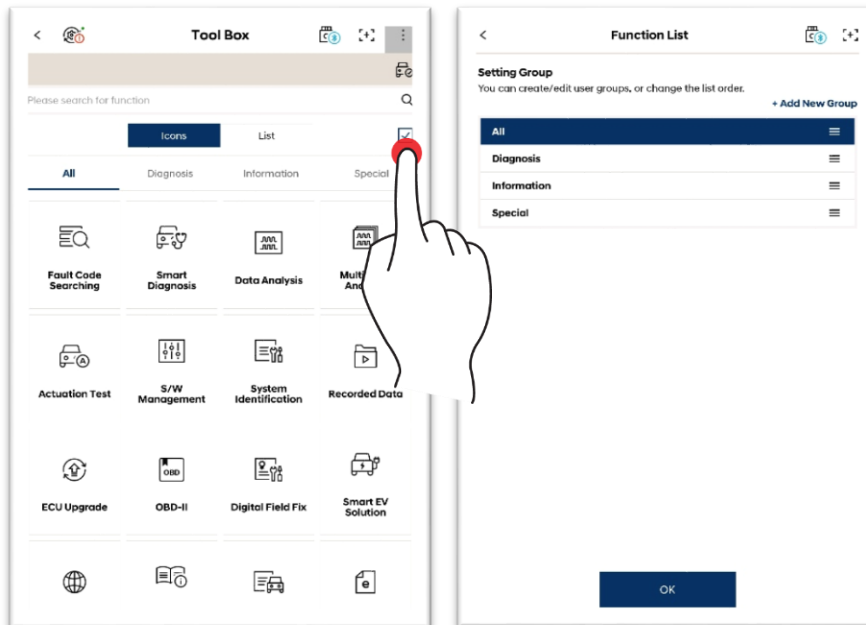 Tool Box
Please search for function
Icons
List
All
Diagnosis
Information
Special
Fault Code
Searching
Smart
Diagnosis
Data Analysis
Actuation Test
S/W
Management
System
Identification
Recorded Data
ECU Upgrade
OBD
OBD-II
Digital Field Fix
Smart EV
Solution
Function List
Setting Group
You can create/edit user groups, or change the list order.
+ Add New Group
All
Diagnosis
Information
Special
OK